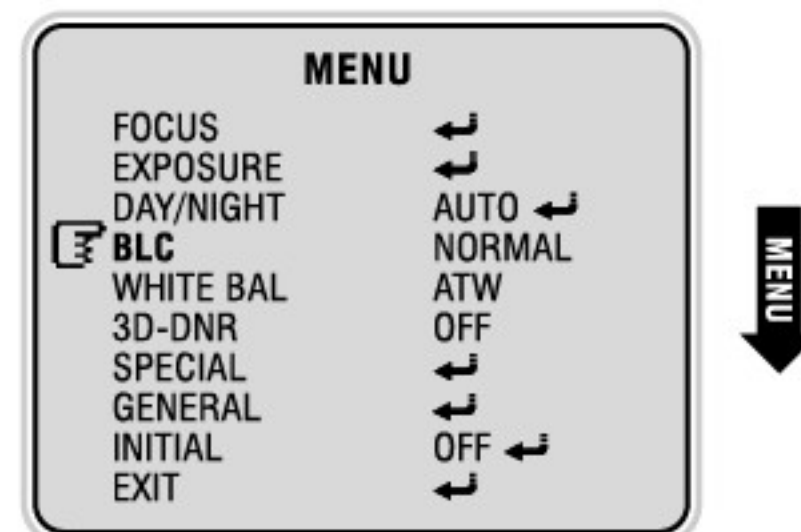 MENU
FOCUS ↵
EXPOSURE ↵
DAY/NIGHT AUTO ↵
BLC NORMAL
WHITE BAL ATW
3D-DNR OFF
SPECIAL ↵
GENERAL ↵
INITIAL OFF ↵
EXIT ↵
MENU